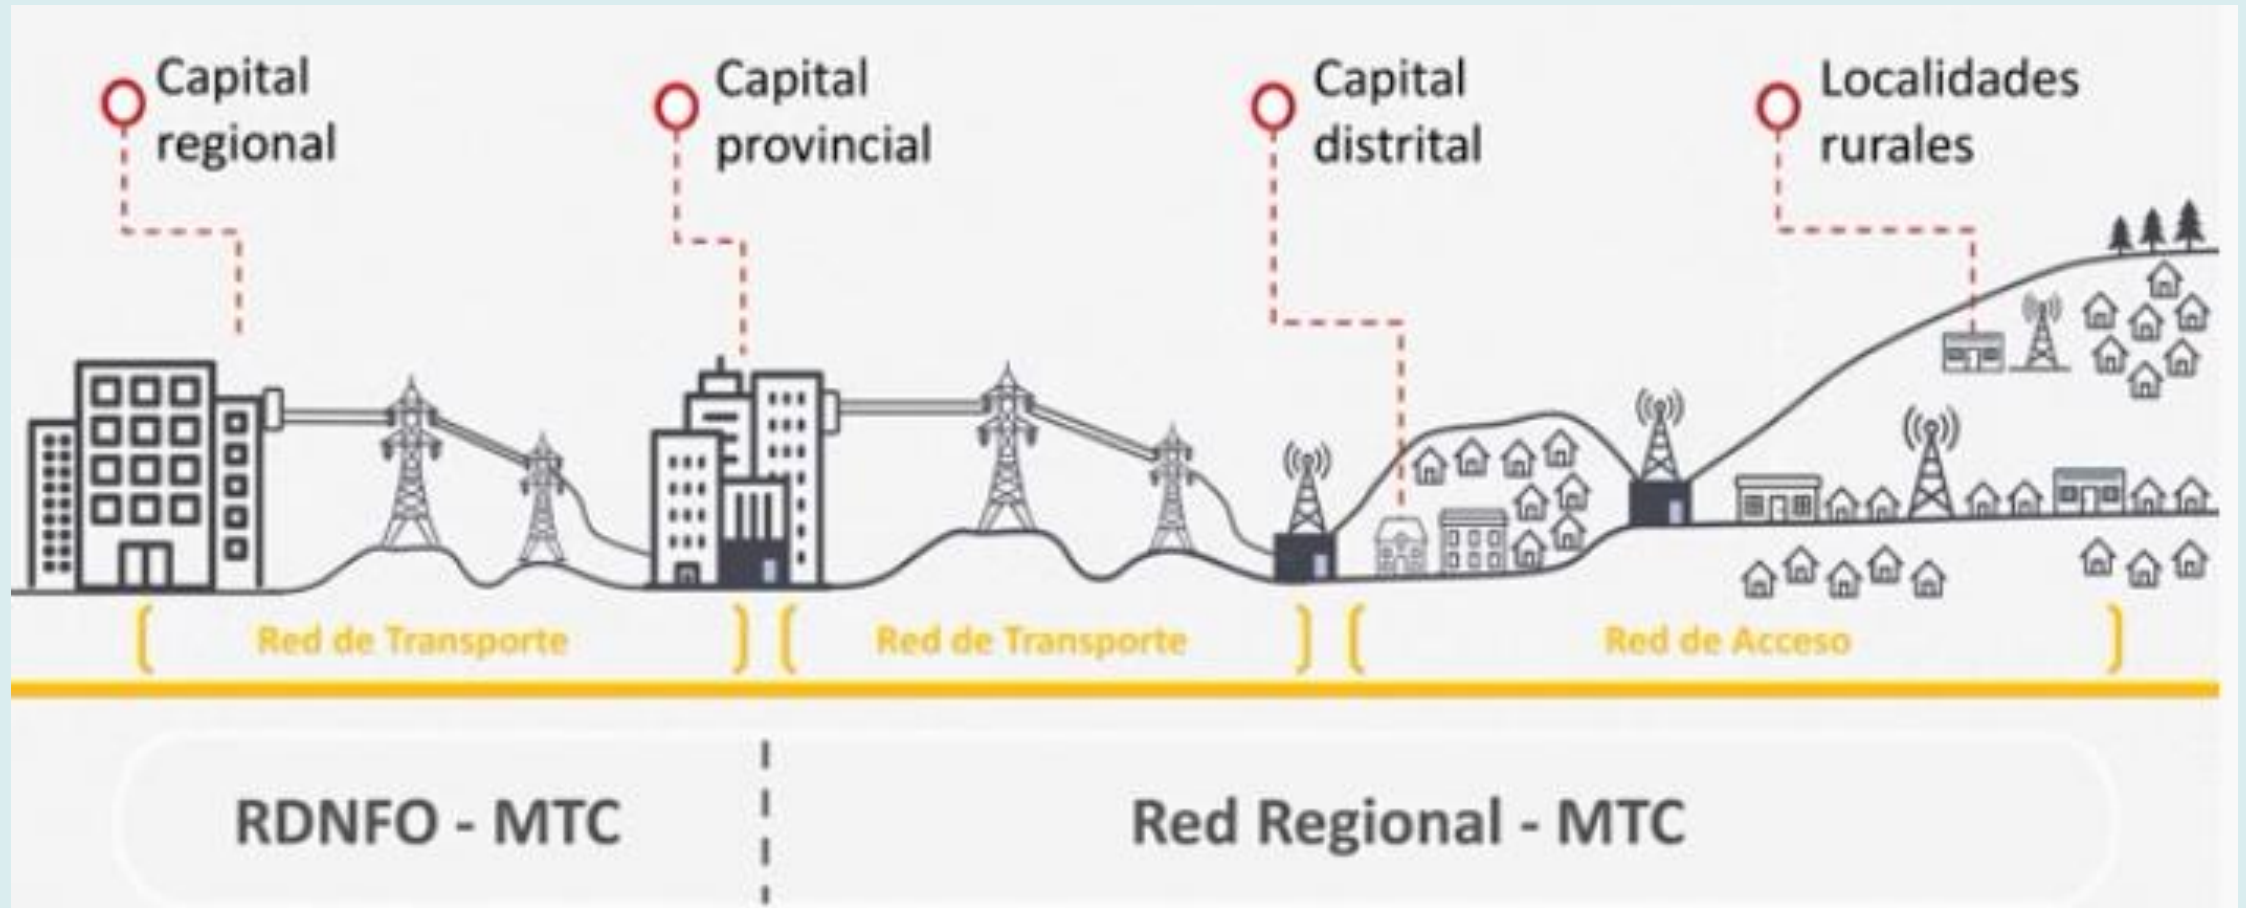 Capital
regional
Capital
provincial
Capital
distrital
Localidades
rurales
Red de Transporte
Red de Transporte
Red de Acceso
RDNFO - MTC
Red Regional - MTC